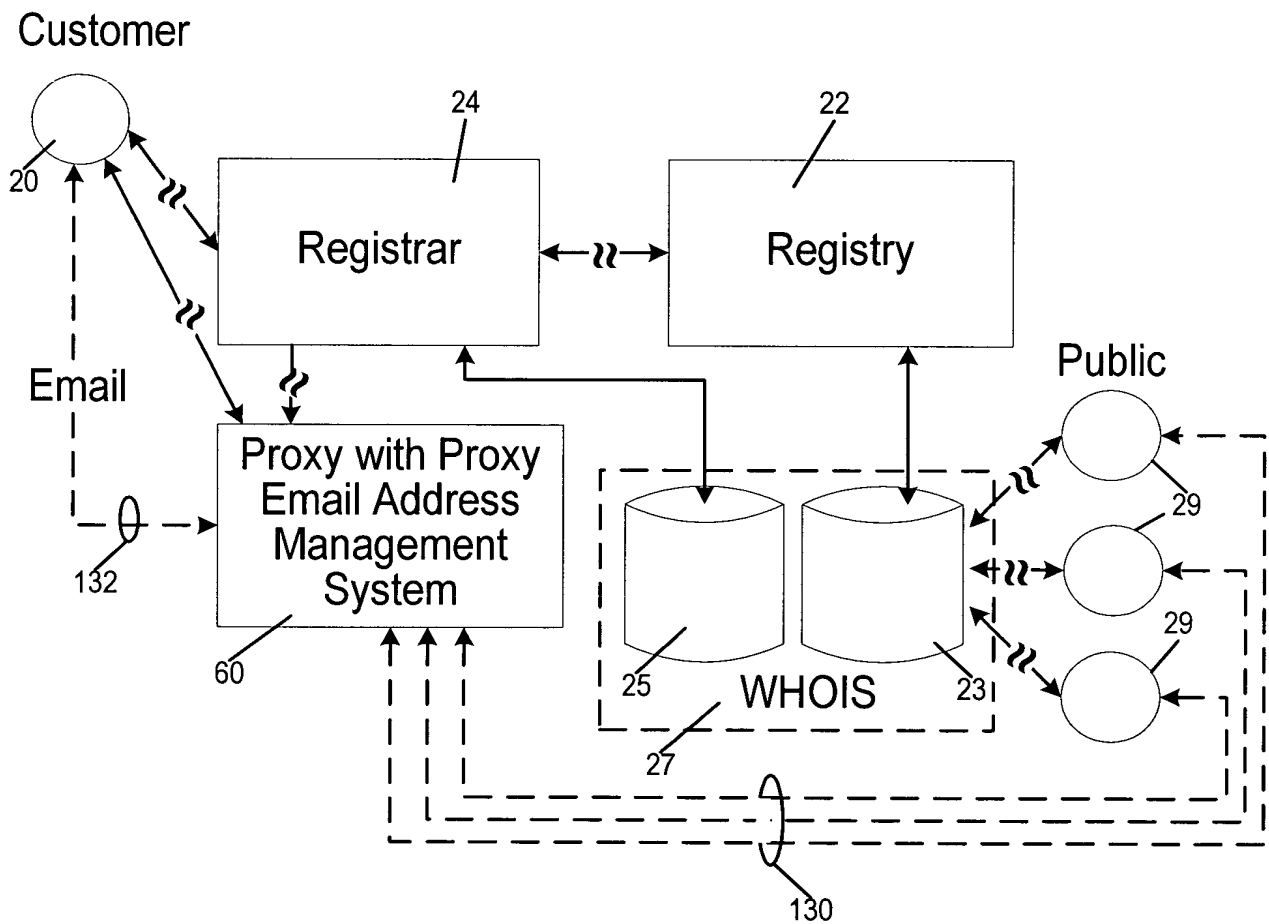 Customer
20
24
22
Registrar
Registry
Email
Public
Proxy with Proxy
Email Address
Management
System
132
60
25
23
WHOIS
27
29
29
29
130